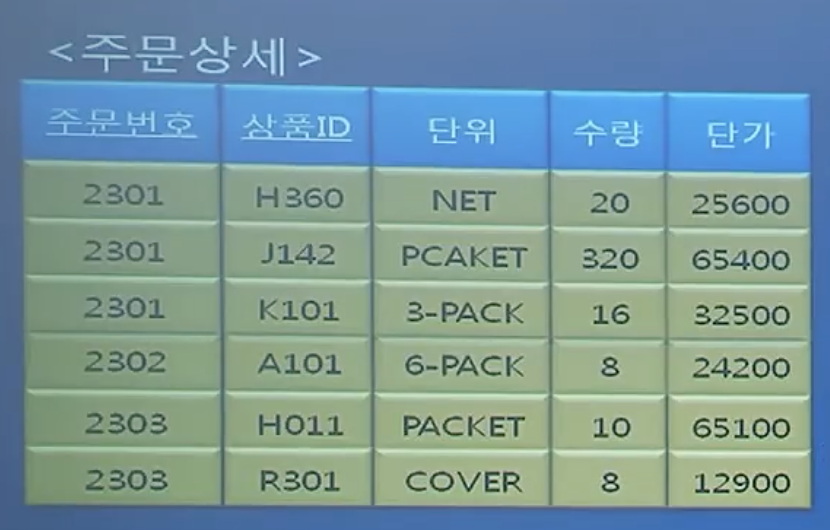 <주문상세>
주문번호 상품ID 단위 수량 단가
2301 H360 NET 20 25600
2301 J142 PCAKET 320 65400
2301 K101 3-PACK 16 32500
2302 A101 6-PACK 8 24200
2303 H011 PACKET 10 65100
2303 R301 COVER 8 12900